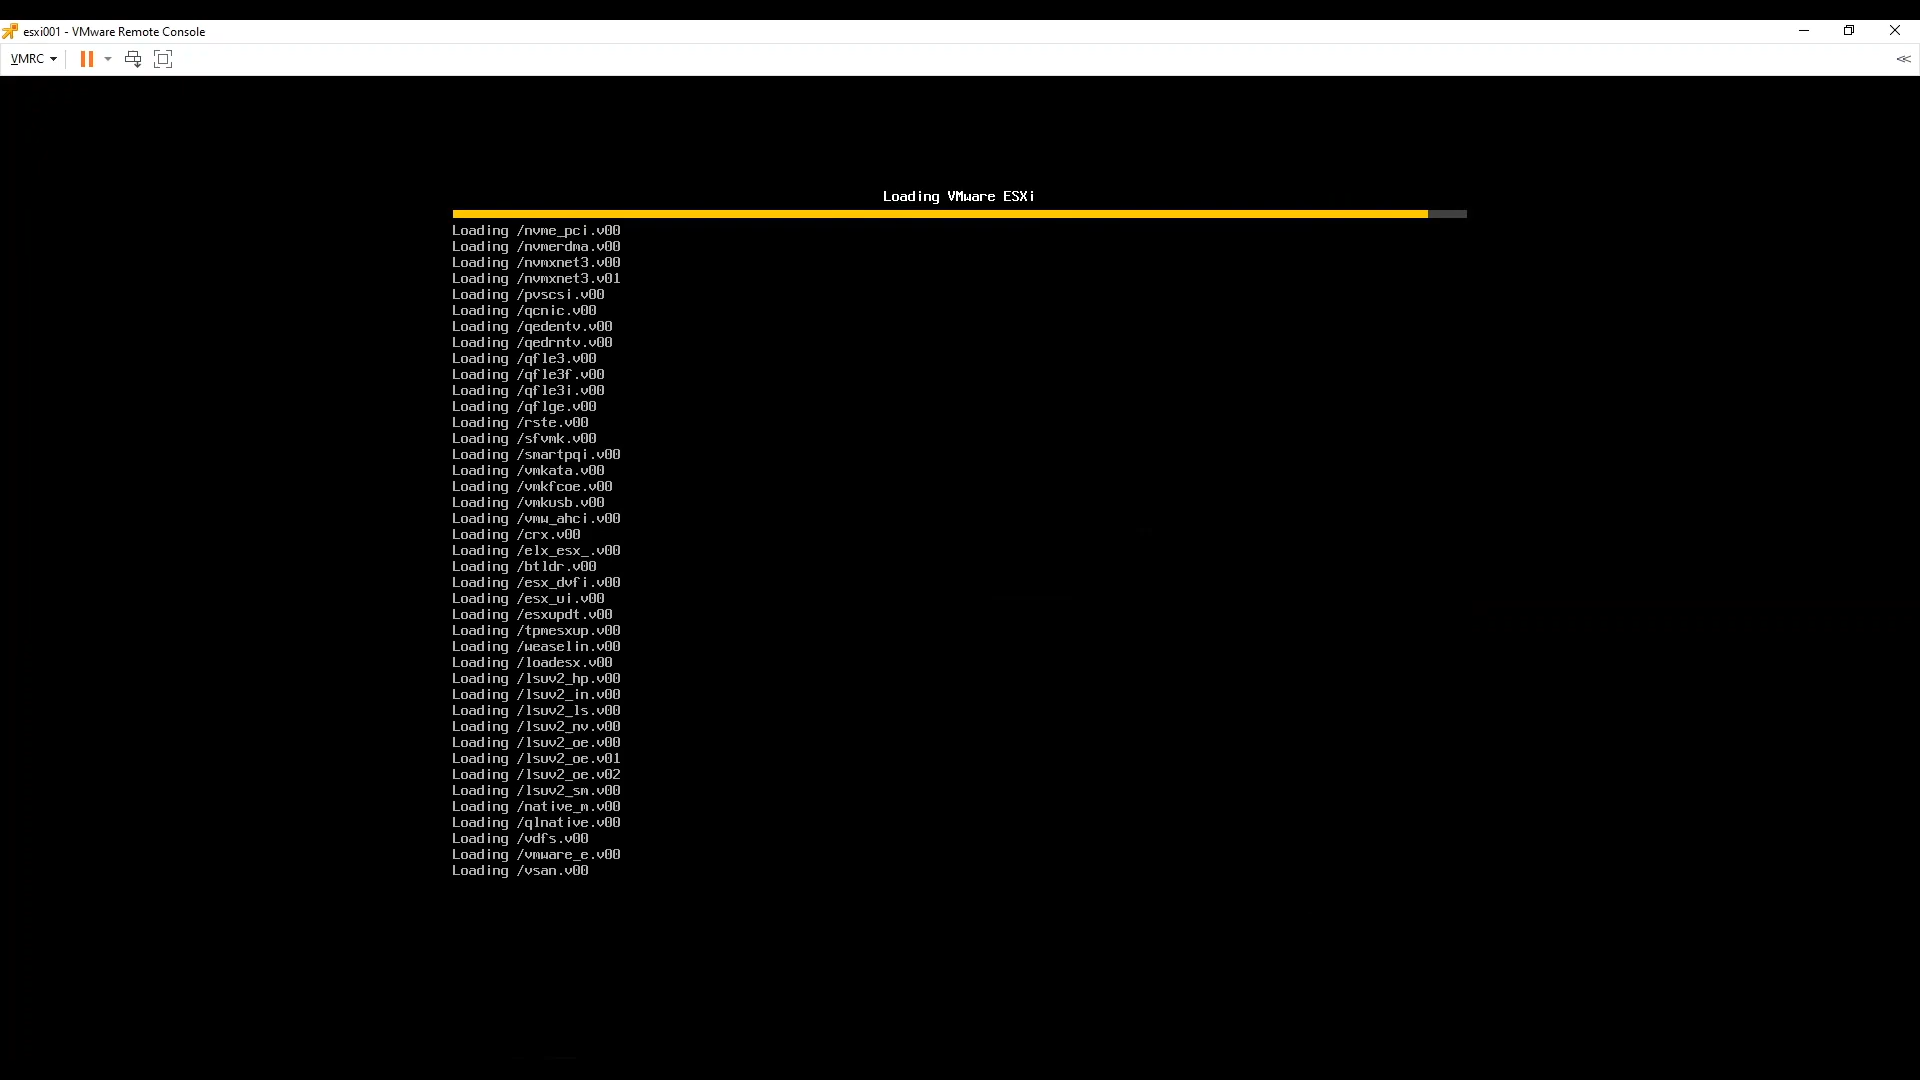 esxi001 - VMware Remote Console
VMRC
Loading VMware ESXi
Loading /nvme_pci.v00
Loading /nvmerdma.v00
Loading /nvmxnet3.v00
Loading /nvmxnet3.v01
Loading /pvscsi.v00
Loading /qcnic.v00
Loading /qedentv.v00
Loading /qedrntv.v00
Loading /qfle3.v00
Loading /qfle3f.v00
Loading /qfle3i.v00
Loading /qflge.v00
Loading /rste.v00
Loading /sfvmk.v00
Loading /smartpqi.v00
Loading /vmkata.v00
Loading /vmkfcoe.v00
Loading /vmkusb.v00
Loading /vmw_ahci.v00
Loading /crx.v00
Loading /elx_esx_.v00
Loading /btldr.v00
Loading /esx_dvfi.v00
Loading /esx_ui.v00
Loading /esxupdt.v00
Loading /tpmesxup.v00
Loading /weaselin.v00
Loading /loadesx.v00
Loading /lsuv2_hp.v00
Loading /lsuv2_in.v00
Loading /lsuv2_ls.v00
Loading /lsuv2_nv.v00
Loading /lsuv2_oe.v00
Loading /lsuv2_oe.v01
Loading /lsuv2_oe.v02
Loading /lsuv2_sm.v00
Loading /native_m.v00
Loading /qlnative.v00
Loading /vdfs.v00
Loading /vmware_e.v00
Loading /vsan.v00